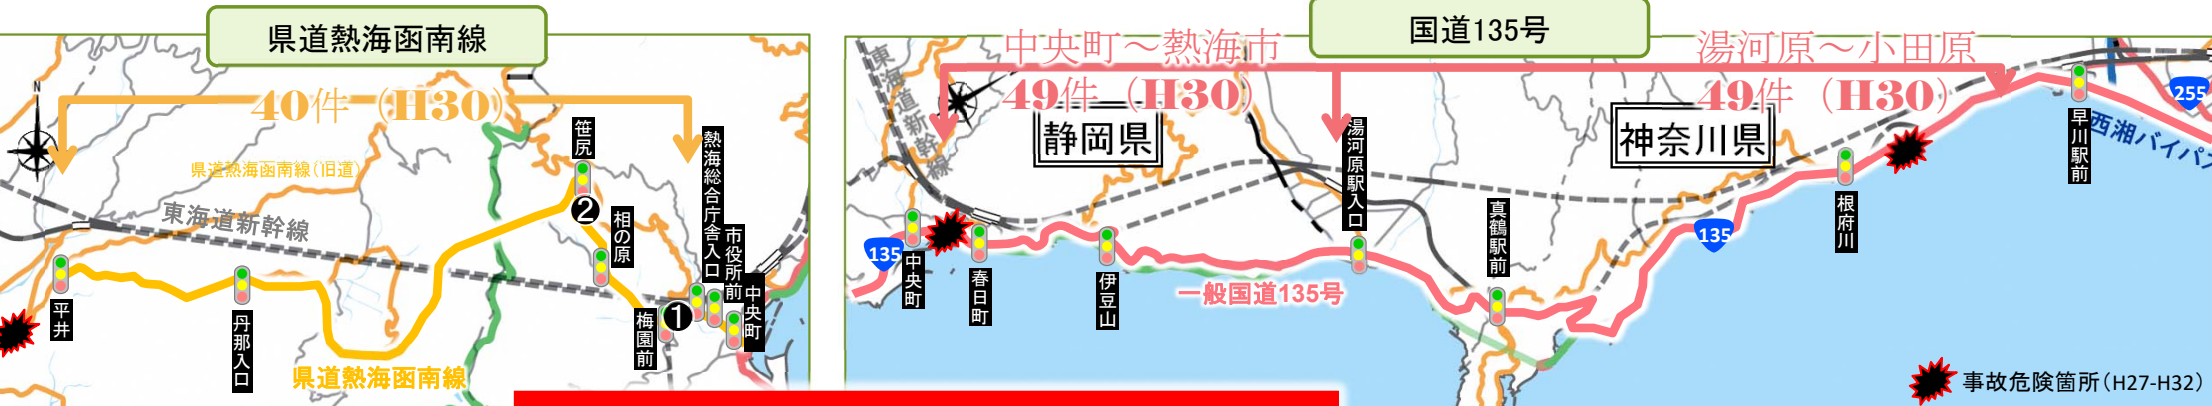 県道熱海函南線
40件（H30）
N
県道熱海函南線(旧道)
東海道新幹線
笹尻
❷
相の原
熱海総合庁舎入口
市役所前
中央町
❶
梅園前
平井
丹那入口
県道熱海函南線
国道135号
中央町～熱海市
49件（H30）
湯河原～小田原
49件（H30）
東海道新幹線
静岡県
神奈川県
湯河原駅入口
早川駅前
255
西湘バイパス
135
中央町
春日町
伊豆山
一般国道135号
真鶴駅前
135
根府川
事故危険箇所（H27-H32）